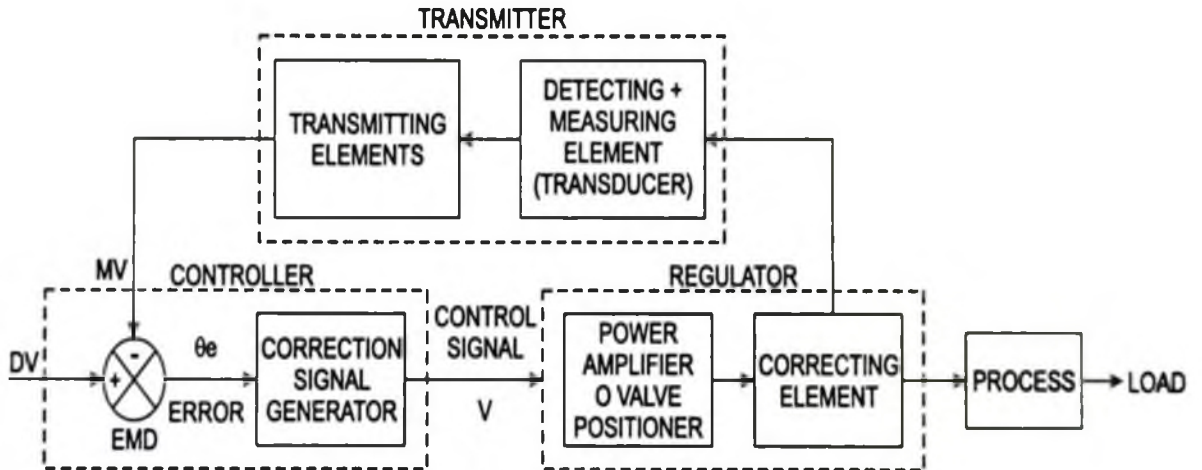 TRANSMITTER
TRANSMITTING
ELEMENTS
DETECTING +
MEASURING
ELEMENT
(TRANSDUCER)
MV
CONTROLLER
REGULATOR
DV
+
-
θe
ERROR
EMD
CORRECTION
SIGNAL
GENERATOR
CONTROL
SIGNAL
V
POWER
AMPLIFIER
O VALVE
POSITIONER
CORRECTING
ELEMENT
PROCESS
LOAD